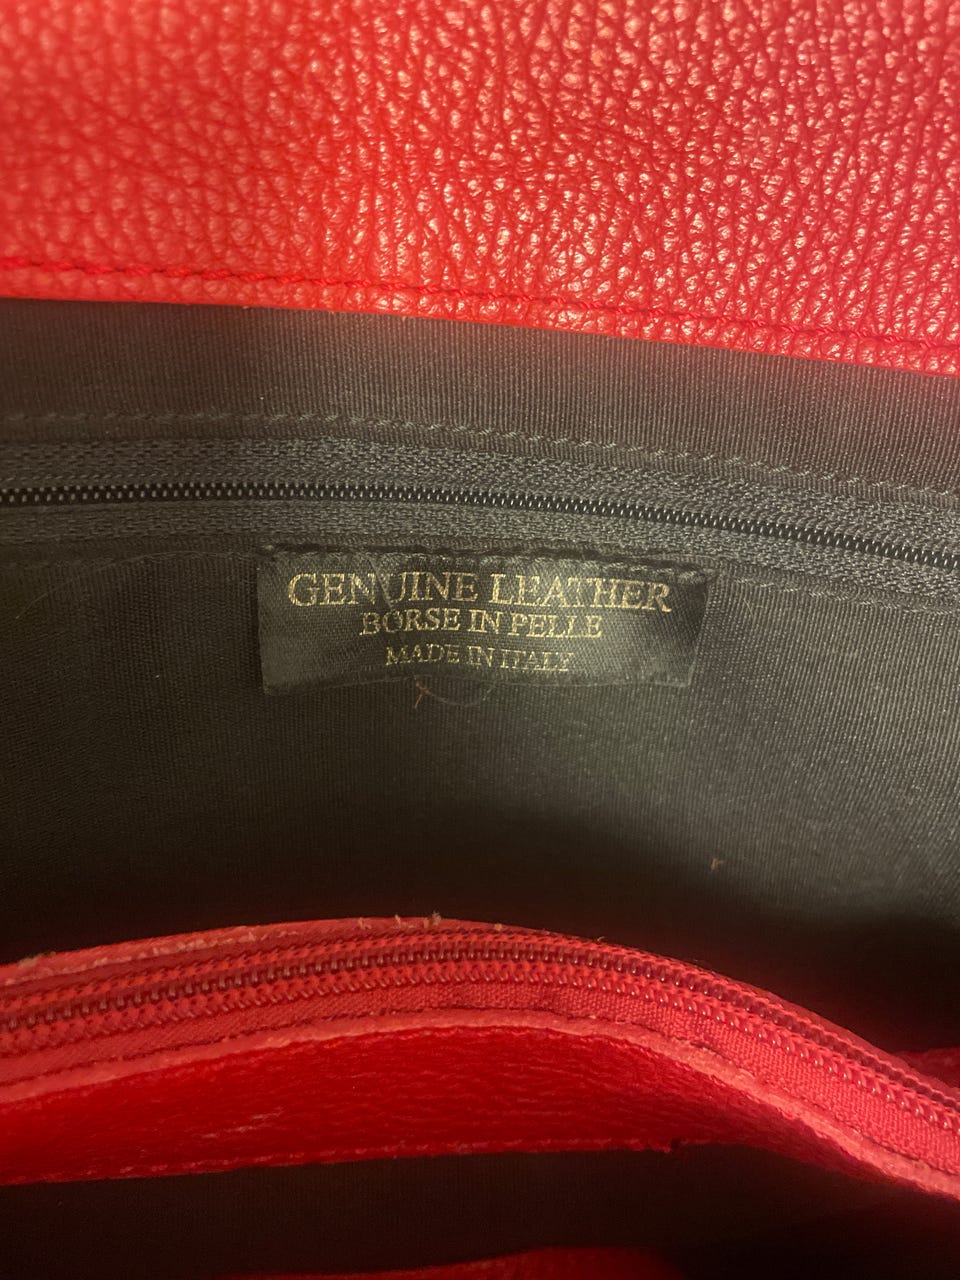 GENUINE LEATHER
BORSE IN PELLE
MADE IN ITALY